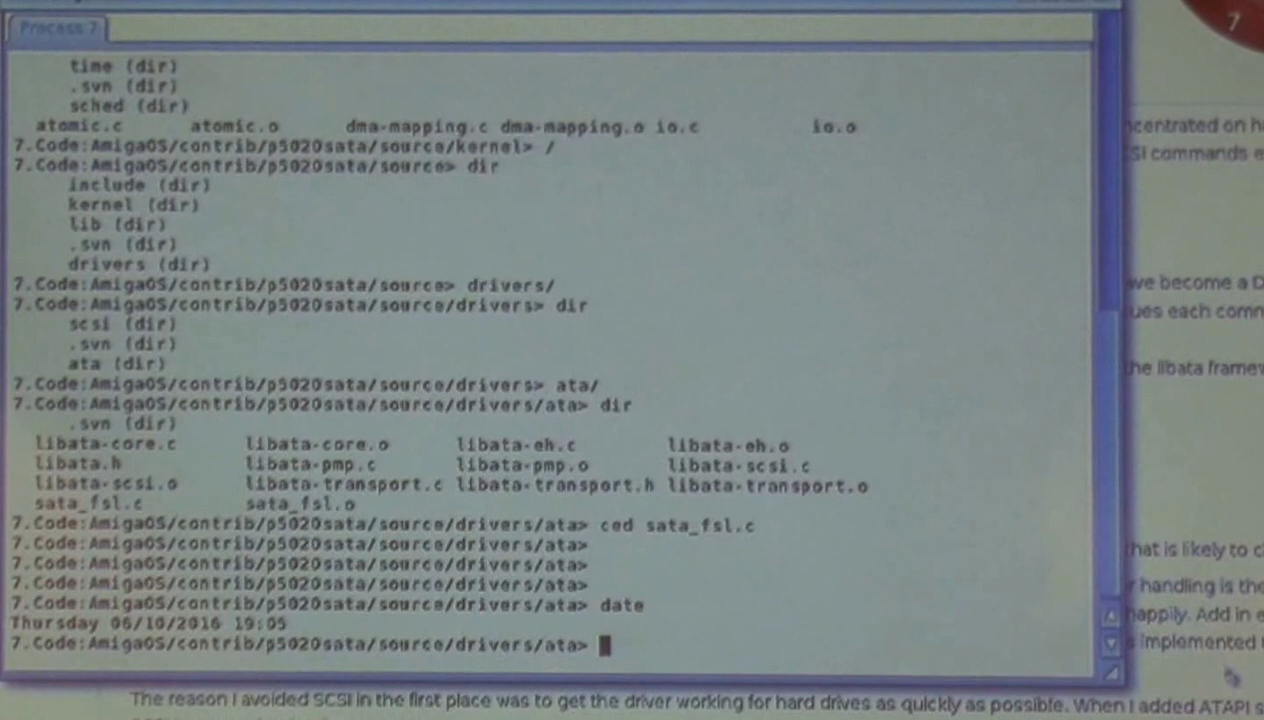 Process 7
7
time (dir)
.svn (dir)
sched (dir)
atomic.c atomic.o dma-mapping.c dma-mapping.o io.c io.o
7.Code:AmigaOS/contrib/p5020sata/source/kernel> /
7.Code:AmigaOS/contrib/p5020sata/source> dir
include (dir)
kernel (dir)
lib (dir)
.svn (dir)
drivers (dir)
7.Code:AmigaOS/contrib/p5020sata/source> drivers/
7.Code:AmigaOS/contrib/p5020sata/source/drivers> dir
scsi (dir)
.svn (dir)
ata (dir)
7.Code:AmigaOS/contrib/p5020sata/source/drivers> ata/
7.Code:AmigaOS/contrib/p5020sata/source/drivers/ata> dir
.svn (dir)
libata-core.c libata-core.o libata-eh.c libata-eh.o
libata.h libata-pmp.c libata-pmp.o libata-scsi.c
libata-scsi.o libata-transport.c libata-transport.h libata-transport.o
sata_fsl.c sata_fsl.o
7.Code:AmigaOS/contrib/p5020sata/source/drivers/ata> ced sata_fsl.c
7.Code:AmigaOS/contrib/p5020sata/source/drivers/ata>
7.Code:AmigaOS/contrib/p5020sata/source/drivers/ata>
7.Code:AmigaOS/contrib/p5020sata/source/drivers/ata>
7.Code:AmigaOS/contrib/p5020sata/source/drivers/ata> date
Thursday 06/10/2016 19:05
7.Code:AmigaOS/contrib/p5020sata/source/drivers/ata>
ncentrated on
SI commands
we become a D
ues each
the libata
hat is likely to
handling is the
happily. Add in
implemented
The reason I avoided SCSI in the first place was to get the driver working for hard drives as quickly as possible. When I added ATAPI